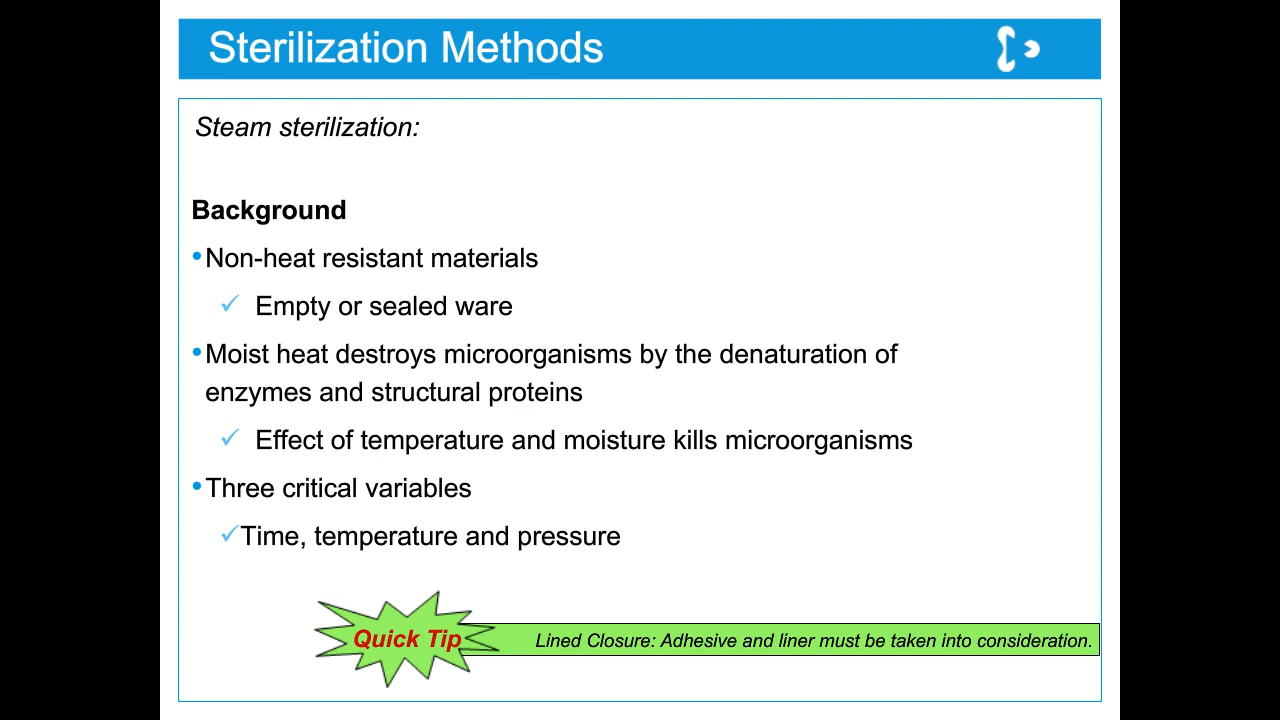 Sterilization Methods
Steam sterilization:
Background
•Non-heat resistant materials
✓ Empty or sealed ware
•Moist heat destroys microorganisms by the denaturation of
enzymes and structural proteins
✓ Effect of temperature and moisture kills microorganisms
•Three critical variables
✓Time, temperature and pressure
Quick Tip
Lined Closure: Adhesive and liner must be taken into consideration.